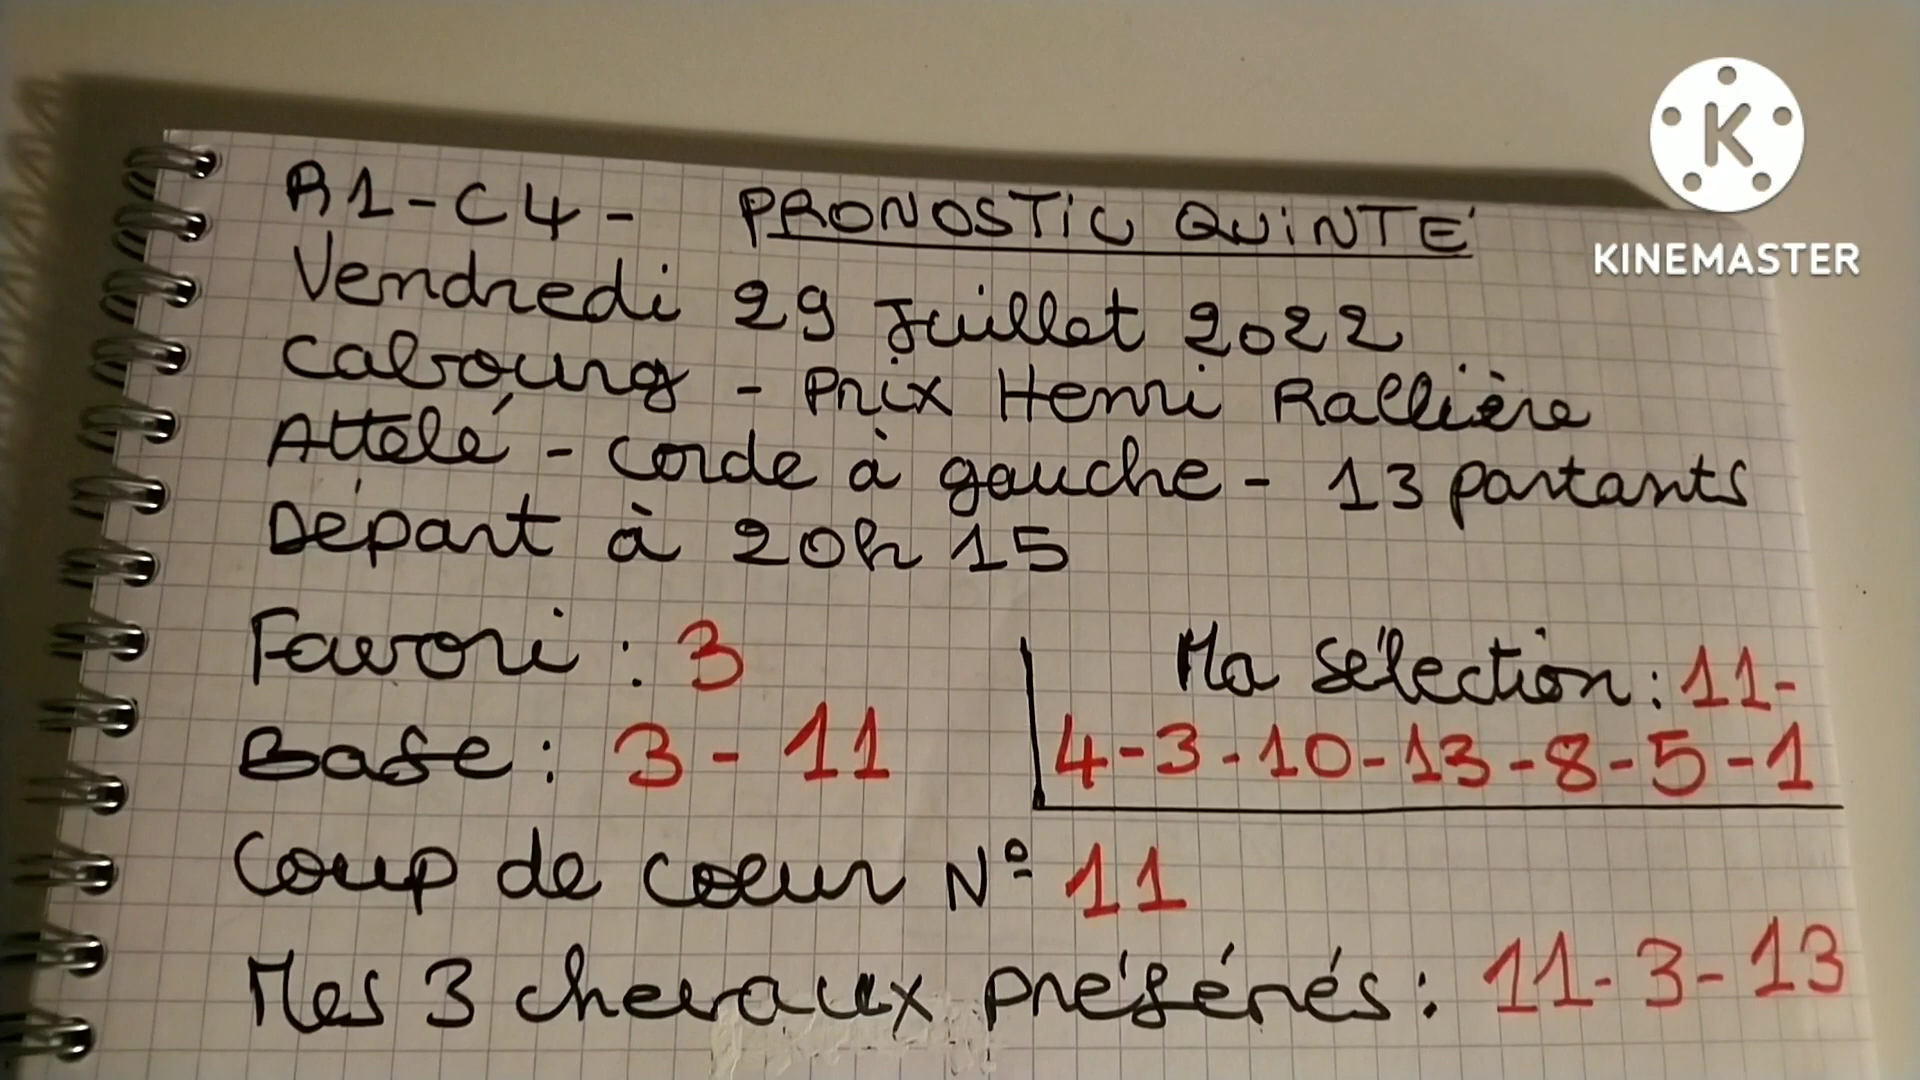 R1-C4- PRONOSTIC QUINTÉ
Vendredi 29 Juillet 2022
Cabourg - Prix Henri Rallière
Attelé - Corde à gauche - 13 partants
Départ à 20h15
Favori : 3
Base : 3 - 11
Ma sélection : 11-
4-3-10-13-8-5-1
Coup de coeur N° 11
Mes 3 chevaux préférés : 11-3-13
K
KINEMASTER